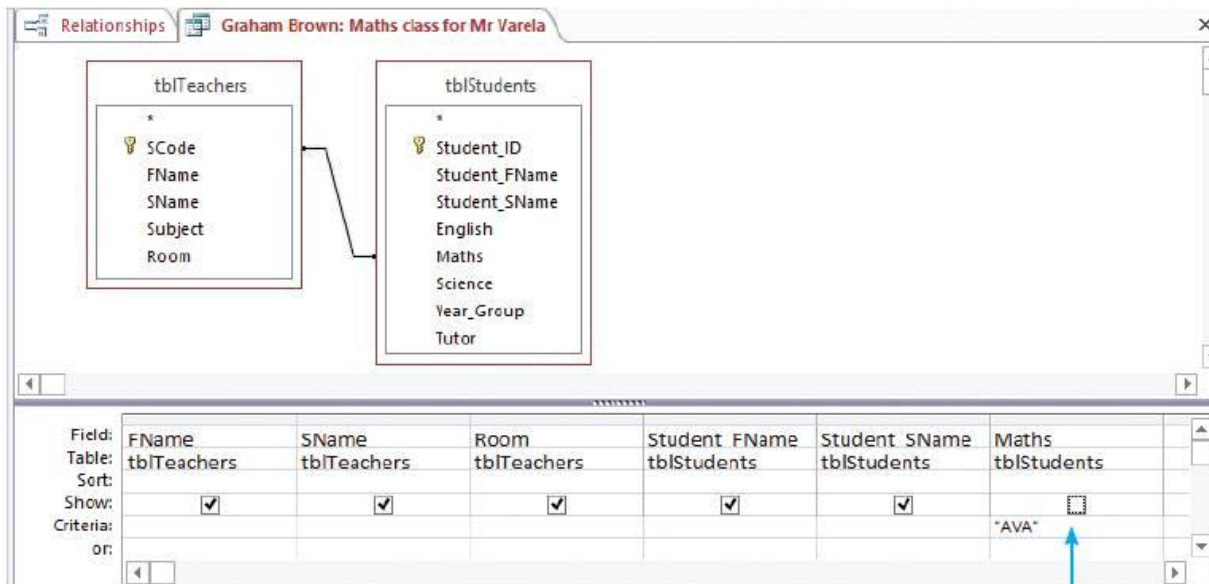 Relationships
Graham Brown: Maths class for Mr Varela
tblTeachers
*
SCode
FName
SName
Subject
Room
tblStudents
*
Student_ID
Student_FName
Student_SName
English
Maths
Science
Year_Group
Tutor
Field: FName SName Room Student_FName Student_SName Maths
Table: tblTeachers tblTeachers tblTeachers tblStudents tblStudents tblStudents
Sort:
Show:
Criteria: "AVA"
or: